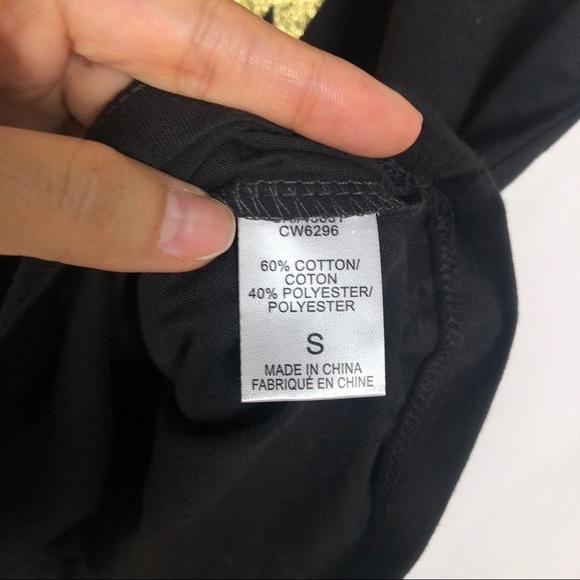 CW6296
60% COTTON/
COTON
40% POLYESTER/
POLYESTER
S
MADE IN CHINA
FABRIQUÉ EN CHINE